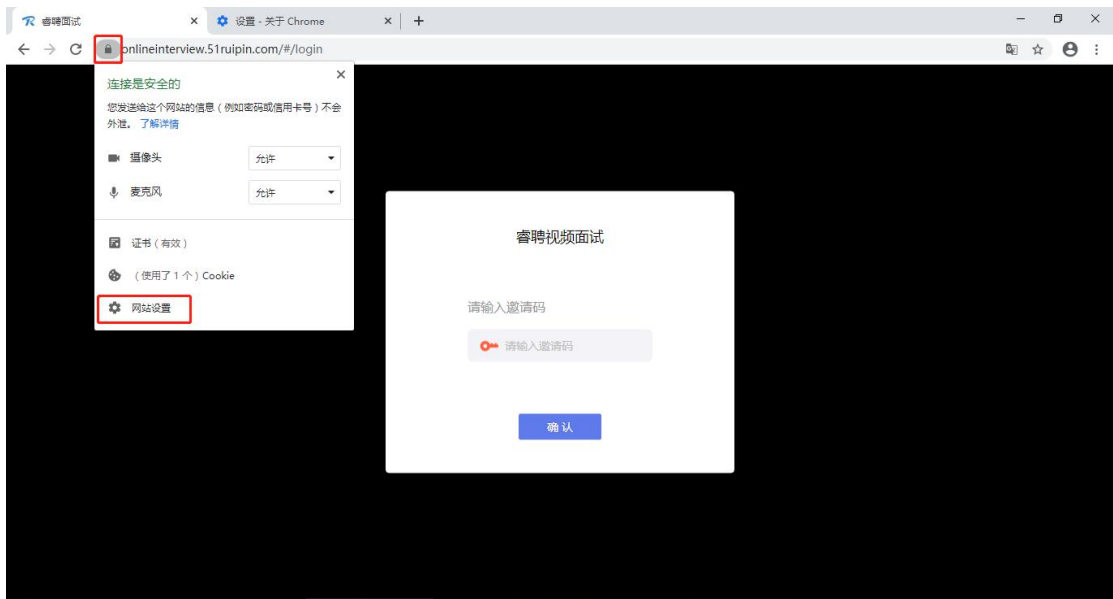 睿聘面试
设置 - 关于 Chrome
onlineinterview.51ruipin.com/#/login
连接是安全的
您发送给这个网站的信息（例如密码或信用卡号）不会
外泄。 了解详情
摄像头 允许
麦克风 允许
证书（有效）
（使用了 1 个）Cookie
网站设置
睿聘视频面试
请输入邀请码
请输入邀请码
确 认